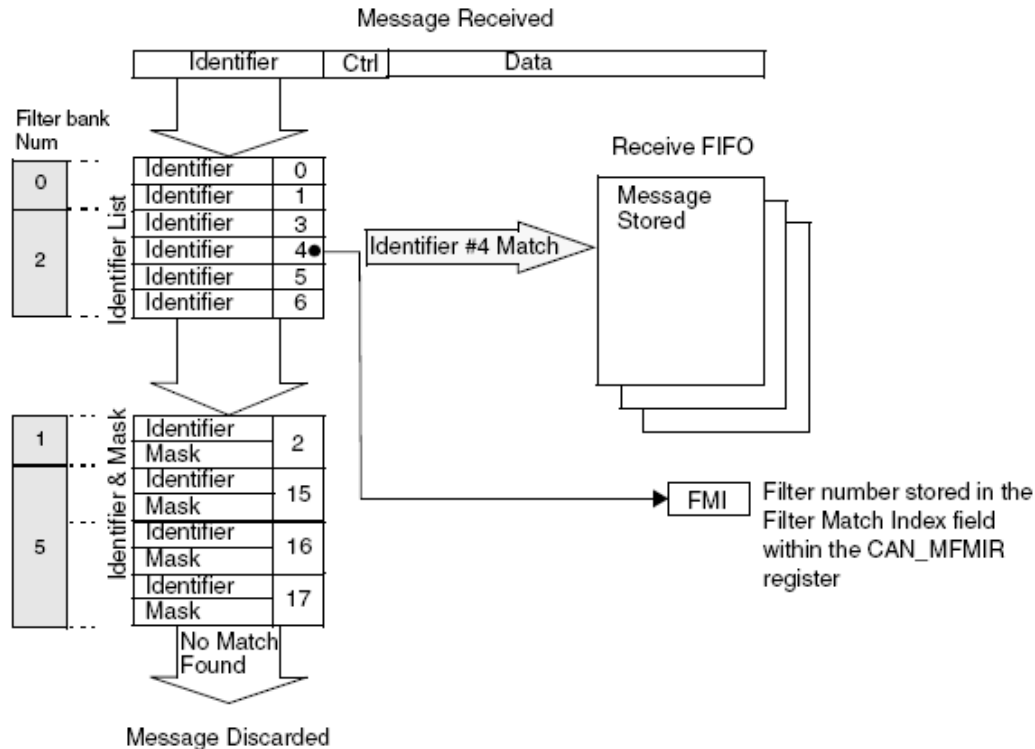 Message Received
Identifier Ctrl Data
Filter bank
Num
Receive FIFO
0
2
Identifier List
Identifier 0
Identifier 1
Identifier 3
Identifier 4
Identifier 5
Identifier 6
Identifier #4 Match
Message
Stored
1
5
Identifier & Mask
Identifier
Mask
2
Identifier
Mask
15
Identifier
Mask
16
Identifier
Mask
17
FMI
Filter number stored in the
Filter Match Index field
within the CAN_MFMIR
register
No Match
Found
Message Discarded